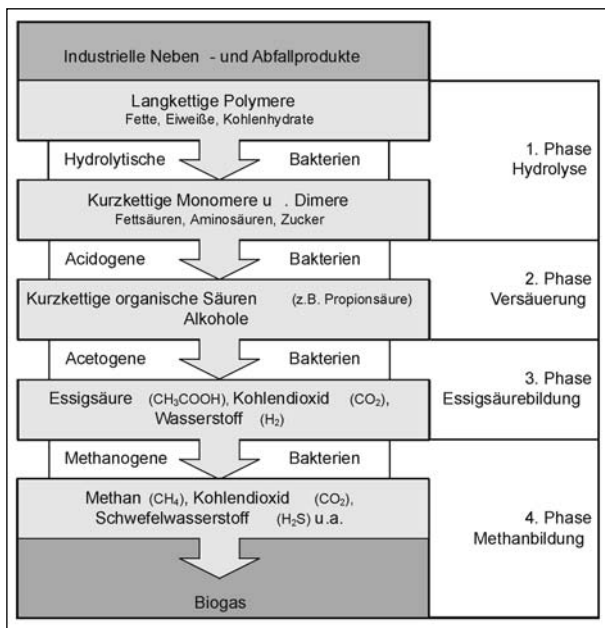 Industrielle Neben - und Abfallprodukte
Langkettige Polymere
Fette, Eiweiße, Kohlenhydrate
Hydrolytische Bakterien
1. Phase
Hydrolyse
Kurzkettige Monomere u . Dimere
Fettsäuren, Aminosäuren, Zucker
Acidogene Bakterien
2. Phase
Versäuerung
Kurzkettige organische Säuren (z.B. Propionsäure)
Alkohole
Acetogene Bakterien
3. Phase
Essigsäurebildung
Essigsäure (CH₃COOH), Kohlendioxid (CO₂),
Wasserstoff (H₂)
Methanogene Bakterien
Methan (CH₄), Kohlendioxid (CO₂),
Schwefelwasserstoff (H₂S) u.a.
4. Phase
Methanbildung
Biogas